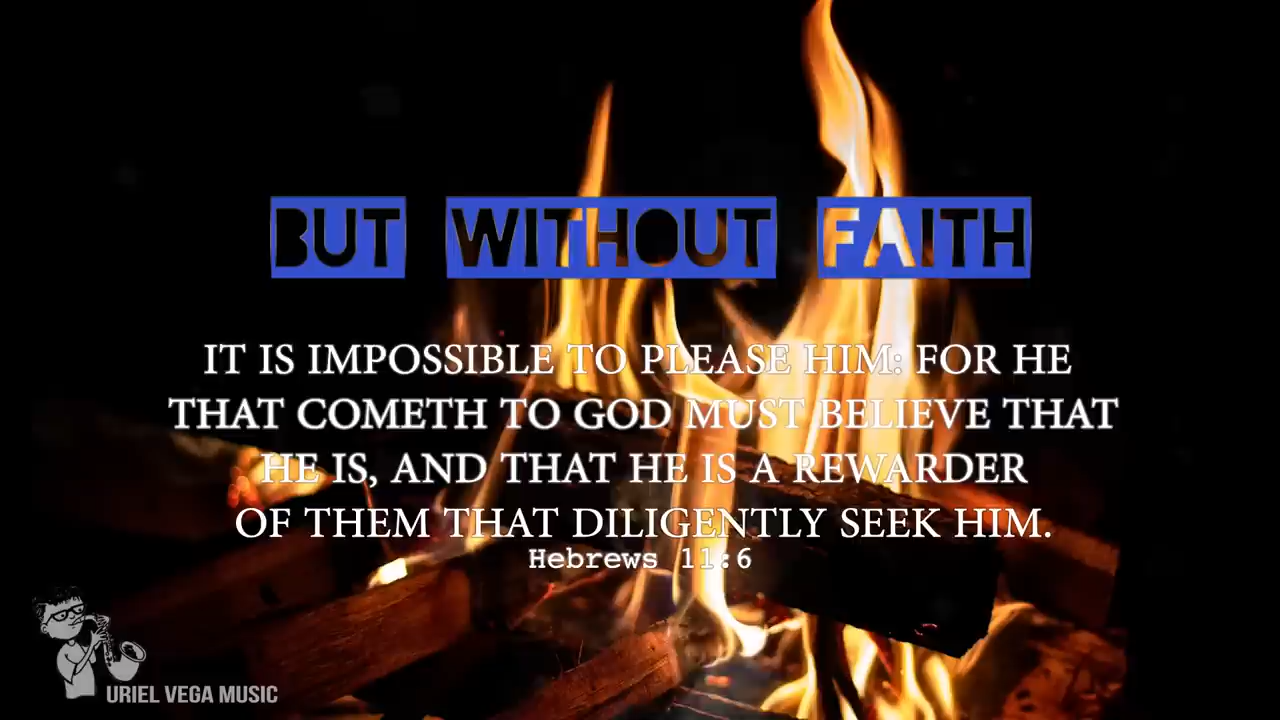 BUT WITHOUT FAITH
IT IS IMPOSSIBLE TO PLEASE HIM: FOR HE
THAT COMETH TO GOD MUST BELIEVE THAT
HE IS, AND THAT HE IS A REWARDER
OF THEM THAT DILIGENTLY SEEK HIM.
Hebrews 11:6
URIEL VEGA MUSIC